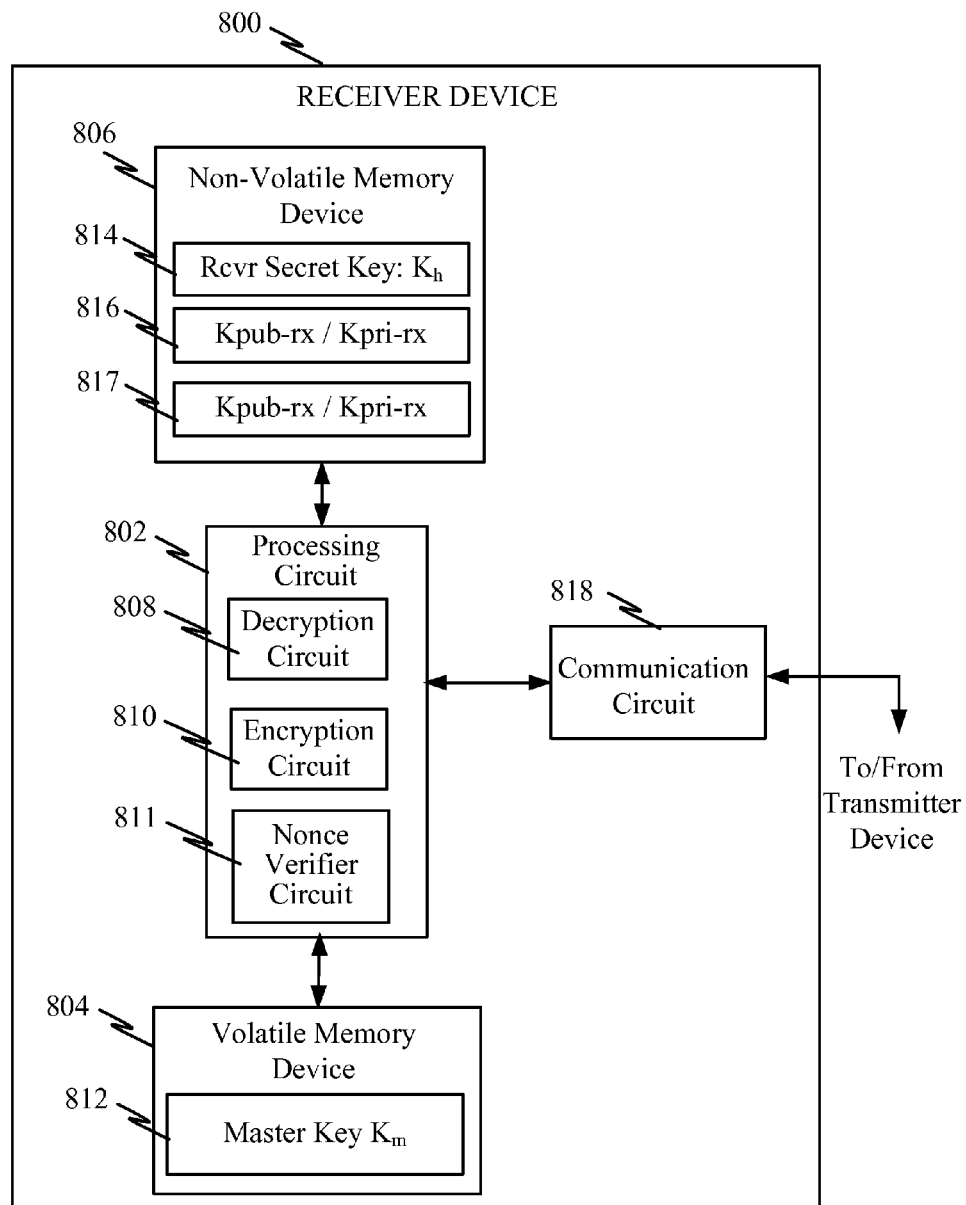 800
RECEIVER DEVICE
806
Non-Volatile Memory
Device
814
Rcvr Secret Key: Kₕ
816
Kpub-rx / Kpri-rx
817
Kpub-rx / Kpri-rx
802
Processing
Circuit
808
Decryption
Circuit
810
Encryption
Circuit
811
Nonce
Verifier
Circuit
818
Communication
Circuit
To/From
Transmitter
Device
804
Volatile Memory
Device
812
Master Key Kₘ